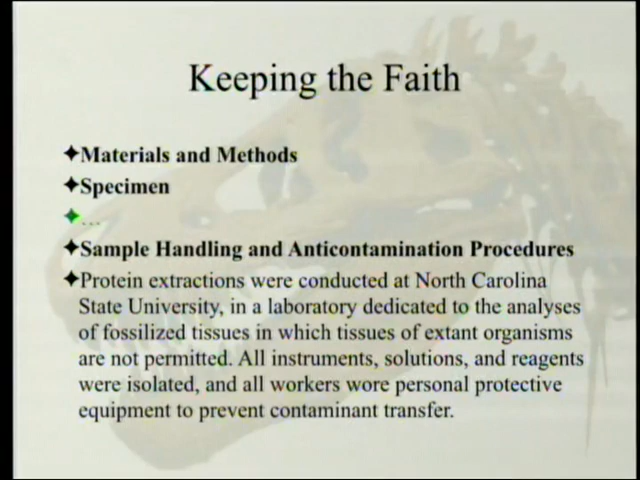 Keeping the Faith
✦Materials and Methods
✦Specimen
✦...
✦Sample Handling and Anticontamination Procedures
✦Protein extractions were conducted at North Carolina
State University, in a laboratory dedicated to the analyses
of fossilized tissues in which tissues of extant organisms
are not permitted. All instruments, solutions, and reagents
were isolated, and all workers wore personal protective
equipment to prevent contaminant transfer.